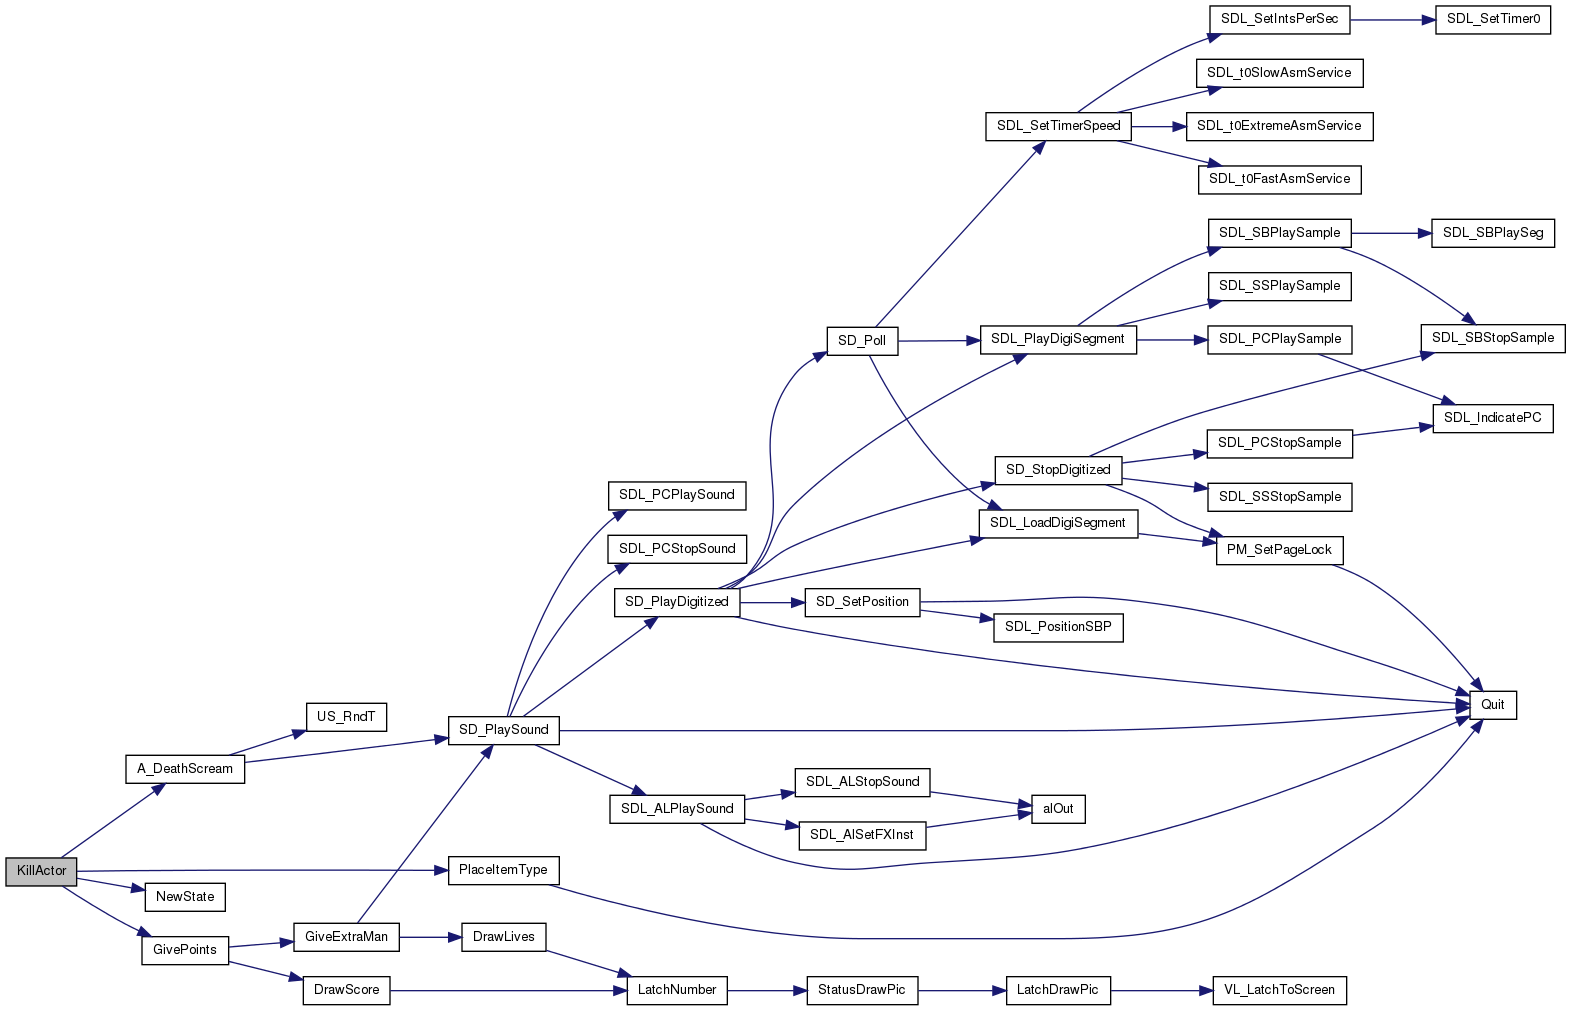 SDL_SetIntsPerSec
SDL_SetTimer0
SDL_t0SlowAsmService
SDL_SetTimerSpeed
SDL_t0ExtremeAsmService
SDL_t0FastAsmService
SDL_SBPlaySample
SDL_SBPlaySeg
SDL_SSPlaySample
SD_Poll
SDL_PlayDigiSegment
SDL_PCPlaySample
SDL_SBStopSample
SDL_IndicatePC
SDL_PCStopSample
SD_StopDigitized
SDL_PCPlaySound
SDL_SSStopSample
SDL_LoadDigiSegment
SDL_PCStopSound
PM_SetPageLock
SD_PlayDigitized
SD_SetPosition
SDL_PositionSBP
Quit
US_RndT
SD_PlaySound
A_DeathScream
SDL_ALStopSound
SDL_ALPlaySound
alOut
SDL_AlSetFXInst
KillActor
PlaceItemType
NewState
GiveExtraMan
DrawLives
GivePoints
DrawScore
LatchNumber
StatusDrawPic
LatchDrawPic
VL_LatchToScreen